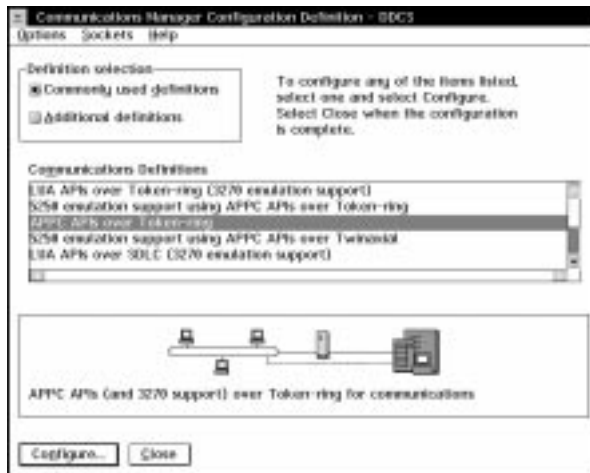 Communications Manager Configuration Definition - DDCS
Options Sockets Help
Definition selection
Commonly used definitions
Additional definitions
To configure any of the items listed,
select one and select Configure.
Select Close when the configuration
is complete.
Communications Definitions
LUA APIs over Token-ring (3270 emulation support)
5250 emulation support using APPC APIs over Token-ring
APPC APIs over Token-ring
5250 emulation support using APPC APIs over Twinaxial
LUA APIs over SDLC (3270 emulation support)
APPC APIs (and 3270 support) over Token-ring for communications
Configure... Close